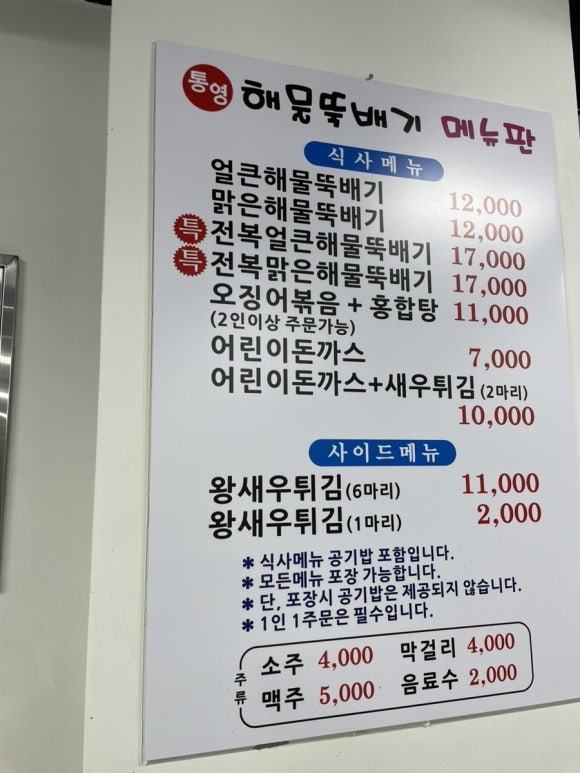 통영 해물뚝배기 메뉴판
식사메뉴
얼큰해물뚝배기 12,000
맑은해물뚝배기 12,000
특 전복얼큰해물뚝배기 17,000
특 전복맑은해물뚝배기 17,000
오징어볶음 + 홍합탕 11,000
(2인이상 주문가능)
어린이돈까스 7,000
어린이돈까스+새우튀김 (2마리)
10,000
사이드메뉴
왕새우튀김(6마리) 11,000
왕새우튀김(1마리) 2,000
* 식사메뉴 공기밥 포함입니다.
* 모든메뉴 포장 가능합니다.
* 단, 포장시 공기밥은 제공되지 않습니다.
* 1인 1주문은 필수입니다.
주류
소주 4,000 막걸리 4,000
맥주 5,000 음료수 2,000